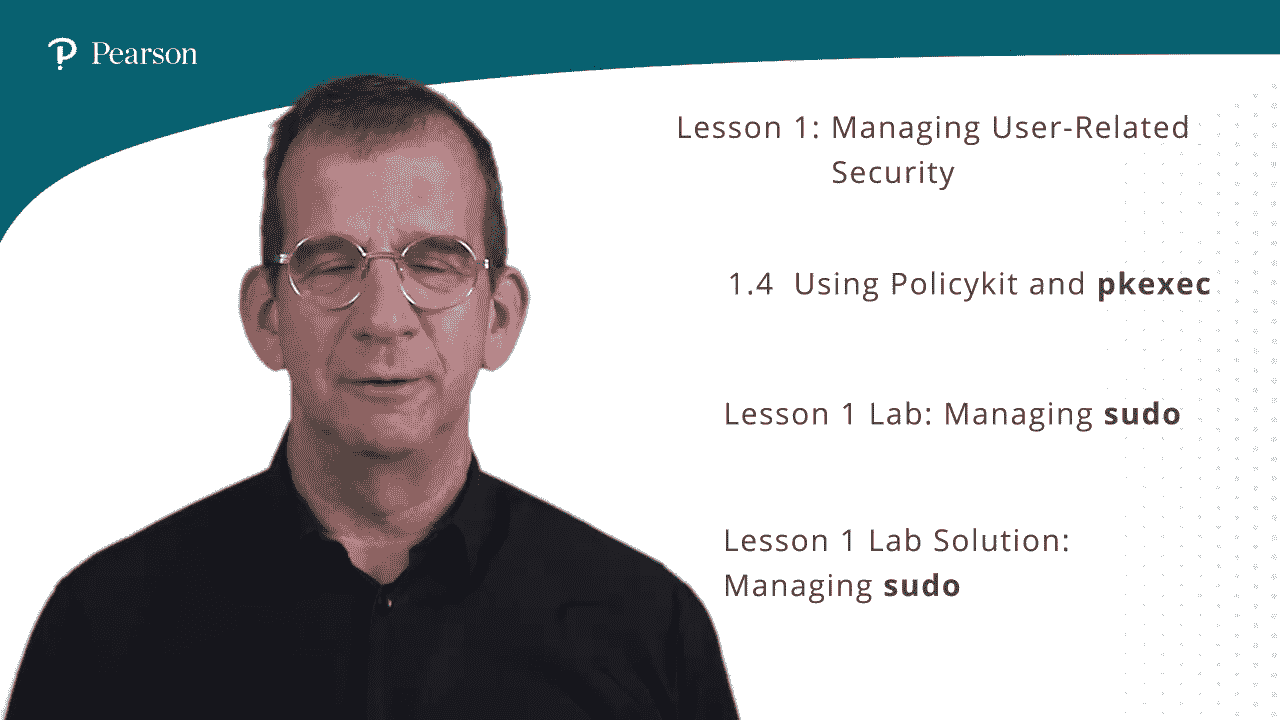 Pearson
Lesson 1: Managing User-Related
Security
1.4 Using Policykit and pkexec
Lesson 1 Lab: Managing sudo
Lesson 1 Lab Solution:
Managing sudo